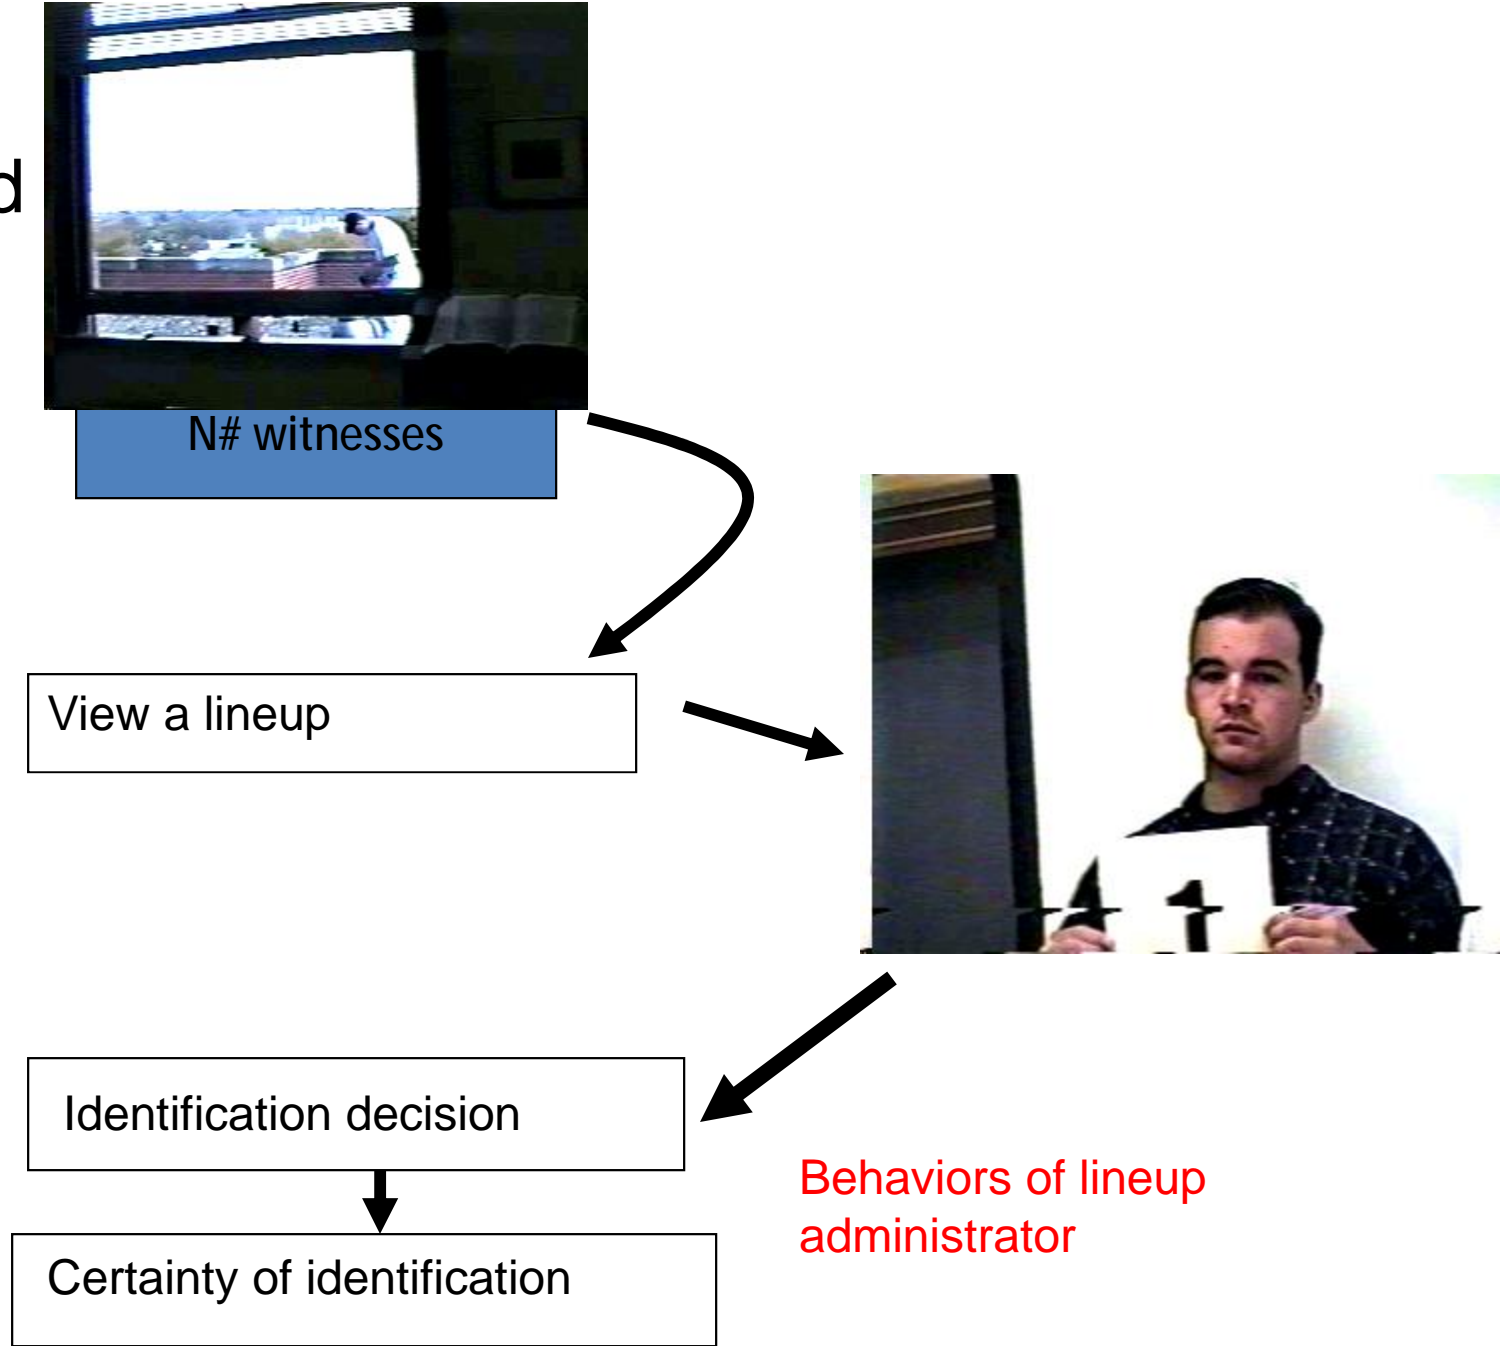 d
N# witnesses
View a lineup
1
Identification decision
Behaviors of lineup
administrator
Certainty of identification